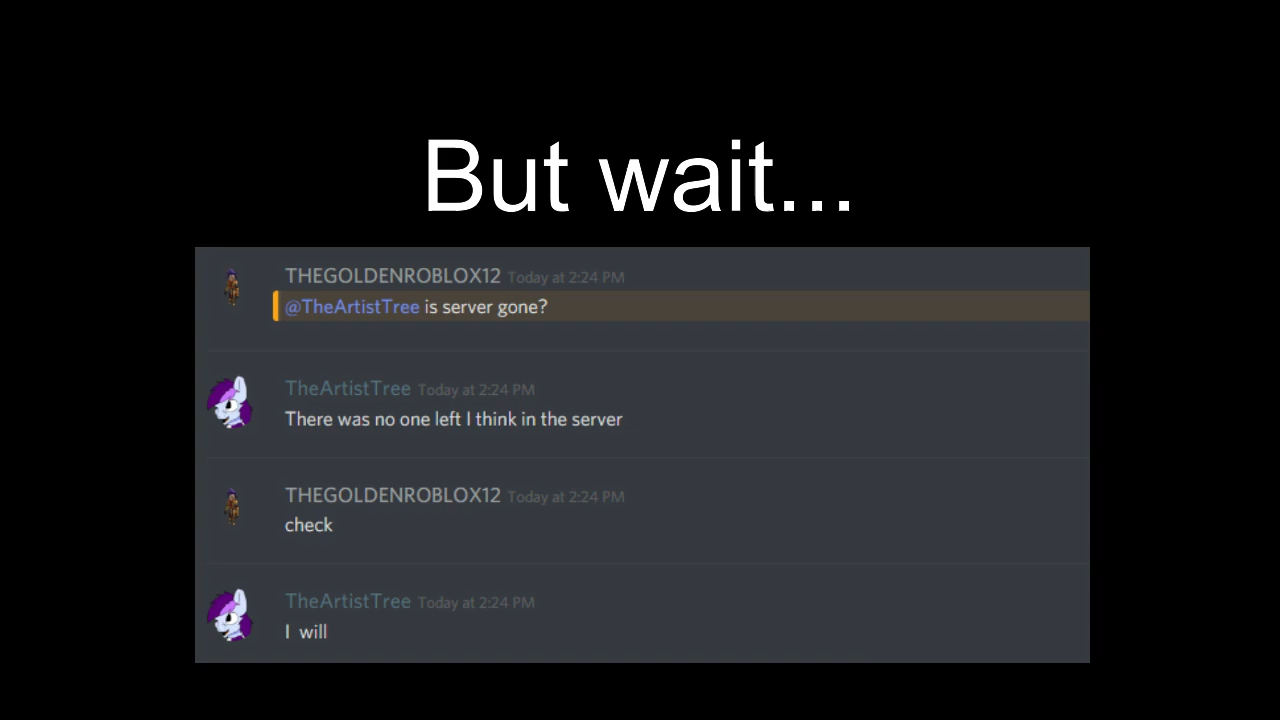 But wait...
THEGOLDENROBLOX12 Today at 2:24 PM
@TheArtistTree is server gone?
TheArtistTree Today at 2:24 PM
There was no one left I think in the server
THEGOLDENROBLOX12 Today at 2:24 PM
check
TheArtistTree Today at 2:24 PM
I will